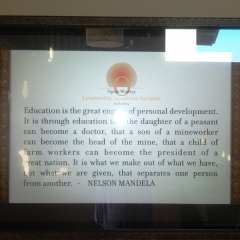 Education is the great engine of personal development.
It is through education that the daughter of a peasant
can become a doctor, that a son of a mineworker
can become the head of the mine, that a child of
farm workers can become the president of a
great nation. It is what we make out of what we have,
not what we are given, that separates one person
from another. - NELSON MANDELA